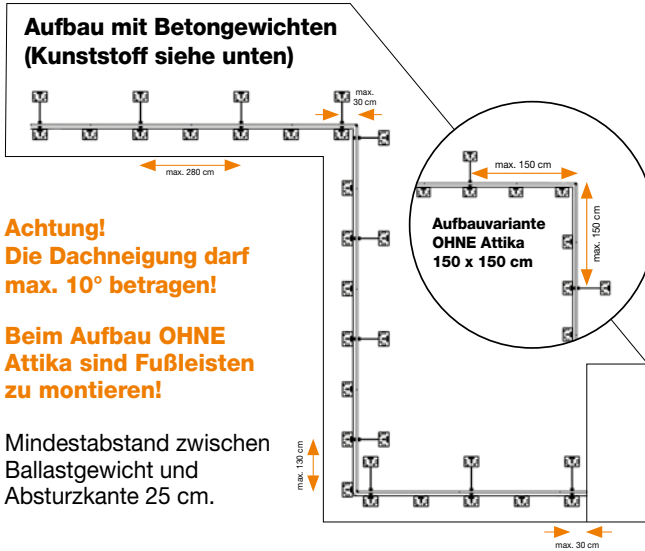 Aufbau mit Betongewichten
(Kunststoff siehe unten)
max.
30 cm
max. 280 cm
max. 150 cm
max. 150 cm
Aufbauvariante
OHNE Attika
150 x 150 cm
Achtung!
Die Dachneigung darf
max. 10° betragen!
Beim Aufbau OHNE
Attika sind Fußleisten
zu montieren!
Mindestabstand zwischen
Ballastgewicht und
Absturzkante 25 cm.
max. 130 cm
max. 30 cm